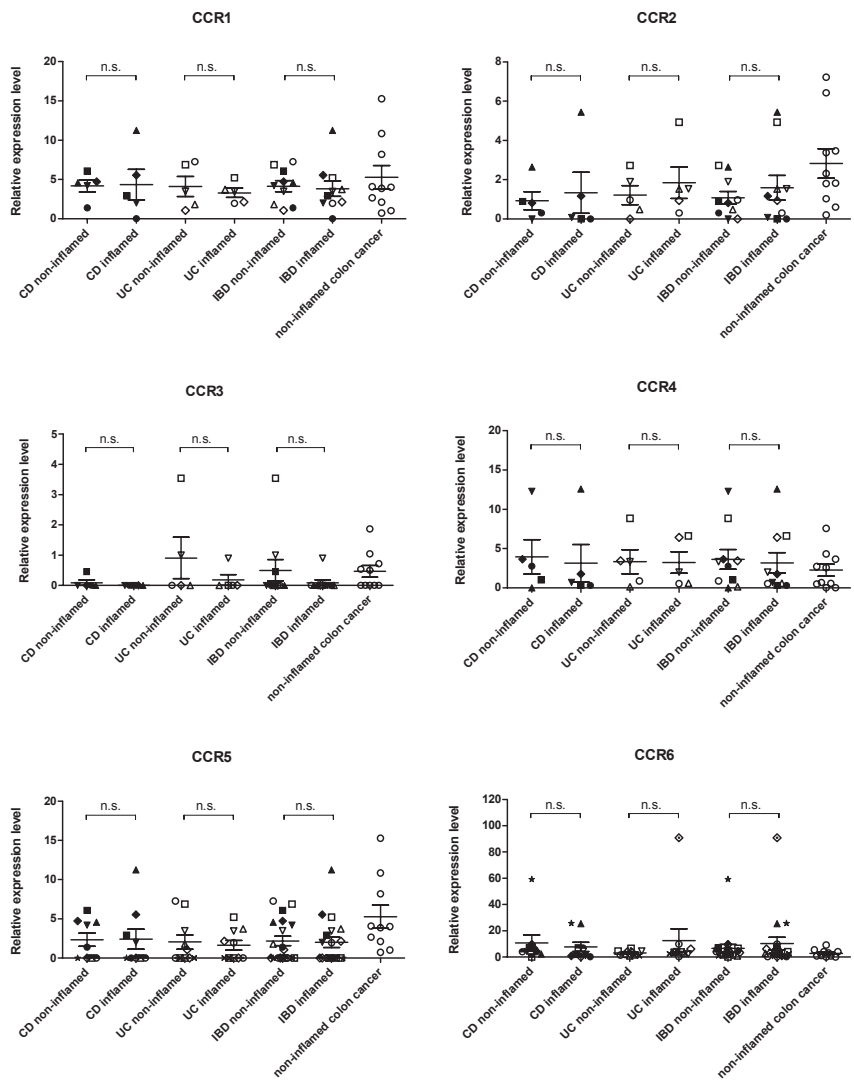 CCR1
Relative expression level
20
15
10
5
0
n.s.
n.s.
n.s.
CD non-inflamed
CD inflamed
UC non-inflamed
UC inflamed
IBD non-inflamed
IBD inflamed
non-inflamed colon cancer
CCR2
Relative expression level
8
6
4
2
0
n.s.
n.s.
n.s.
CD non-inflamed
CD inflamed
UC non-inflamed
UC inflamed
IBD non-inflamed
IBD inflamed
non-inflamed colon cancer
CCR3
Relative expression level
5
4
3
2
1
0
n.s.
n.s.
n.s.
CD non-inflamed
CD inflamed
UC non-inflamed
UC inflamed
IBD non-inflamed
IBD inflamed
non-inflamed colon cancer
CCR4
Relative expression level
20
15
10
5
0
n.s.
n.s.
n.s.
CD non-inflamed
CD inflamed
UC non-inflamed
UC inflamed
IBD non-inflamed
IBD inflamed
non-inflamed colon cancer
CCR5
Relative expression level
20
15
10
5
0
n.s.
n.s.
n.s.
CD non-inflamed
CD inflamed
UC non-inflamed
UC inflamed
IBD non-inflamed
IBD inflamed
non-inflamed colon cancer
CCR6
Relative expression level
120
100
80
60
40
20
0
n.s.
n.s.
n.s.
CD non-inflamed
CD inflamed
UC non-inflamed
UC inflamed
IBD non-inflamed
IBD inflamed
non-inflamed colon cancer